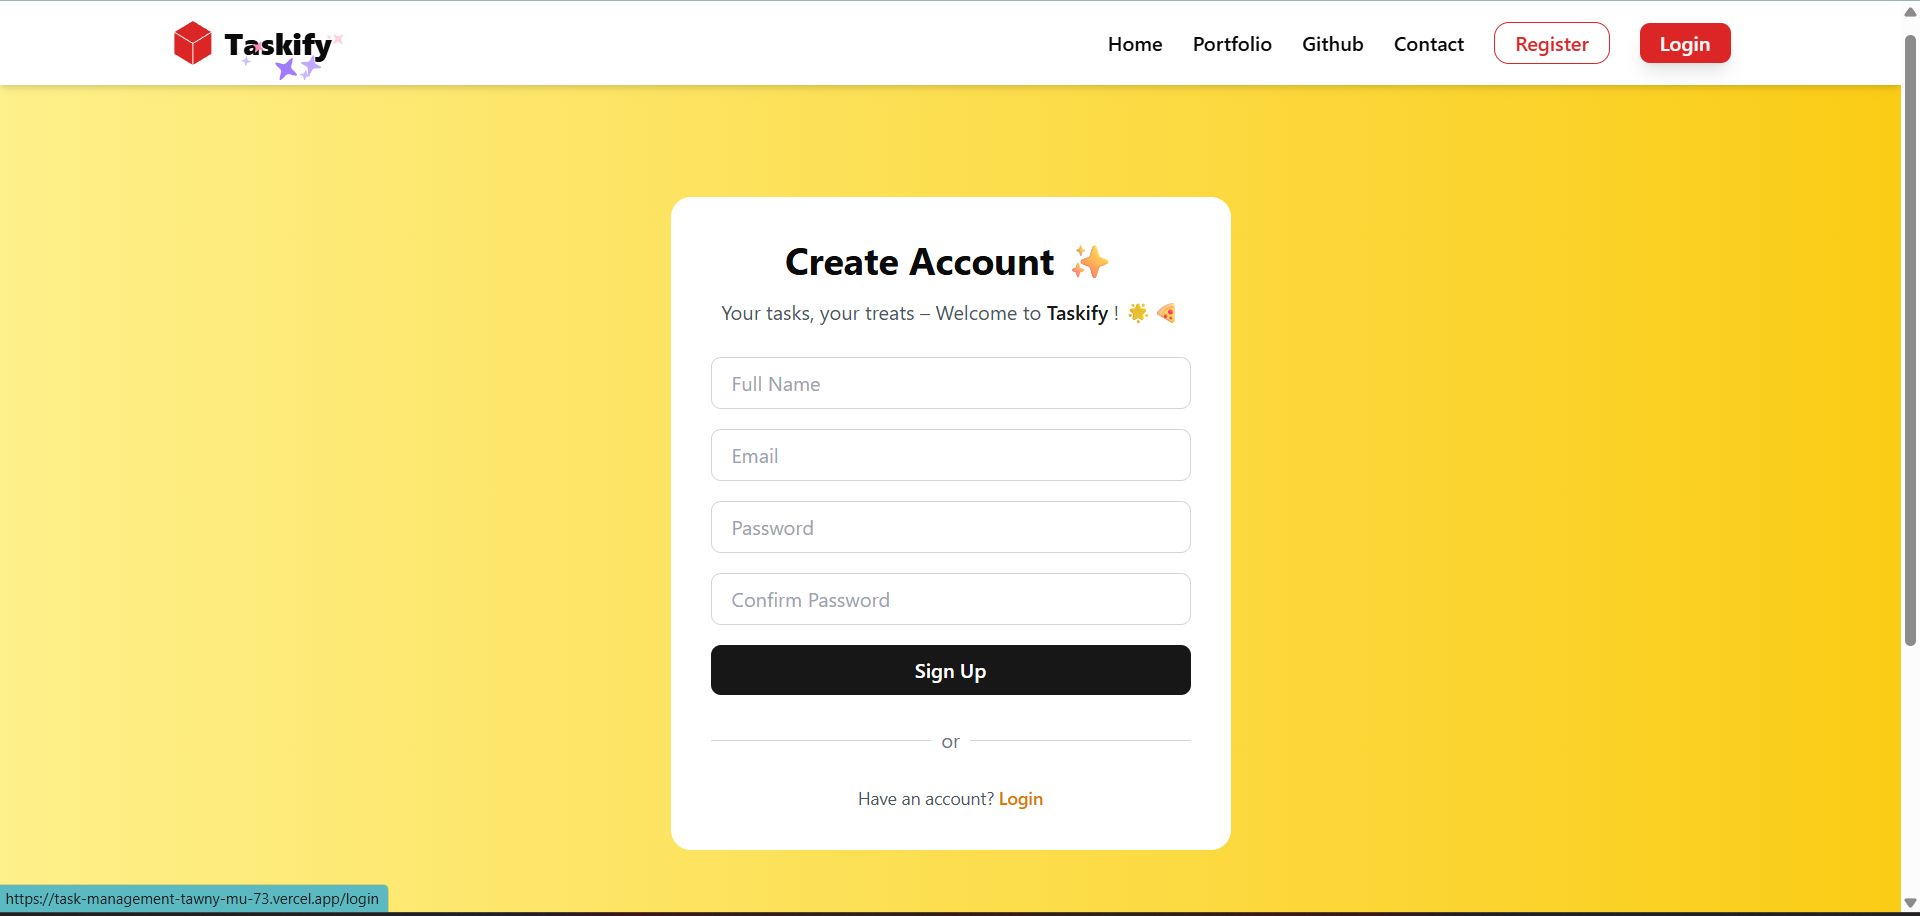 Taskify
Home Portfolio Github Contact Register Login
Create Account ✨
Your tasks, your treats – Welcome to Taskify ! 🌟 🍕
Full Name
Email
Password
Confirm Password
Sign Up
or
Have an account? Login
https://task-management-tawny-mu-73.vercel.app/login